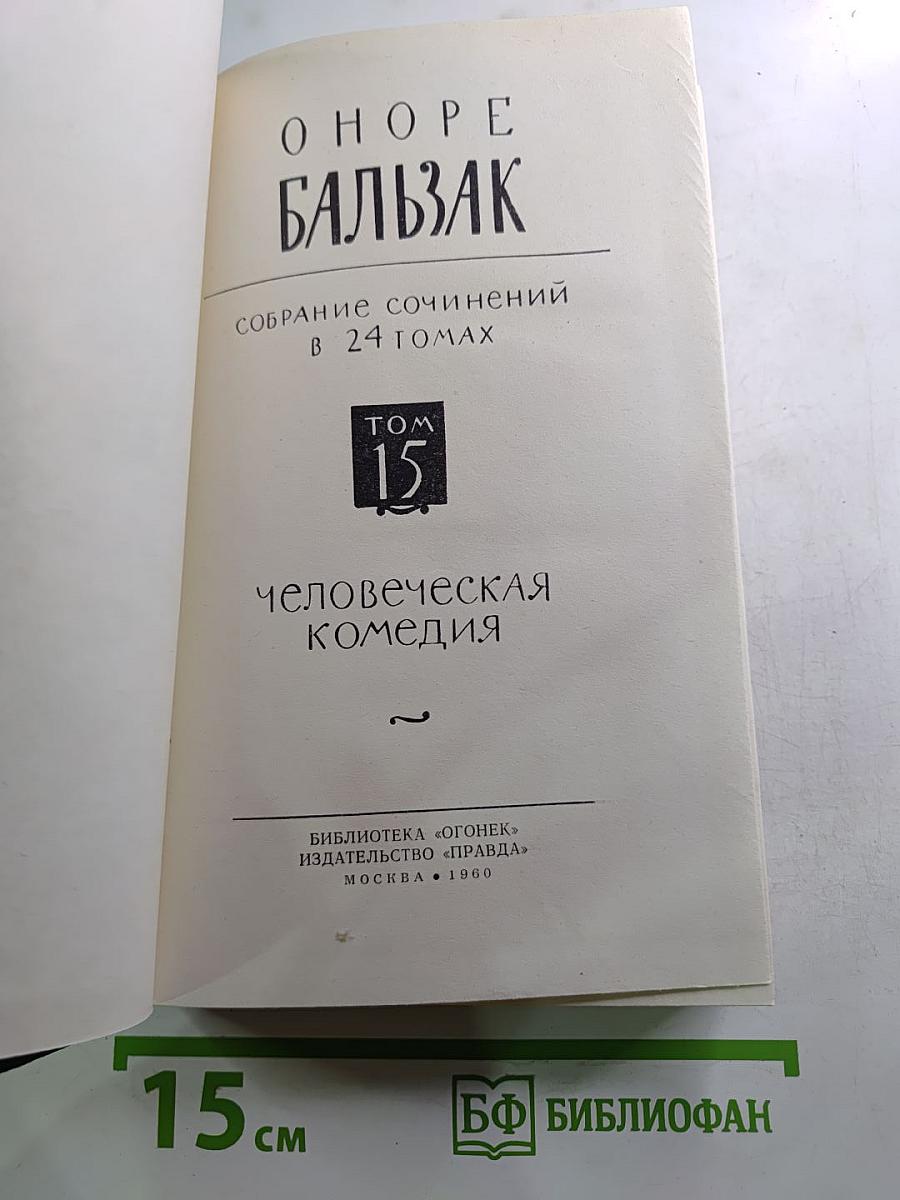 ОНОРЕ
БАЛЬЗАК
СОБРАНИЕ СОЧИНЕНИЙ
В 24 ТОМАХ
ТОМ
15
ЧЕЛОВЕЧЕСКАЯ
КОМЕДИЯ
БИБЛИОТЕКА «ОГОНЕК»
ИЗДАТЕЛЬСТВО «ПРАВДА»
МОСКВА • 1960
15 см
БФ БИБЛИОФАН